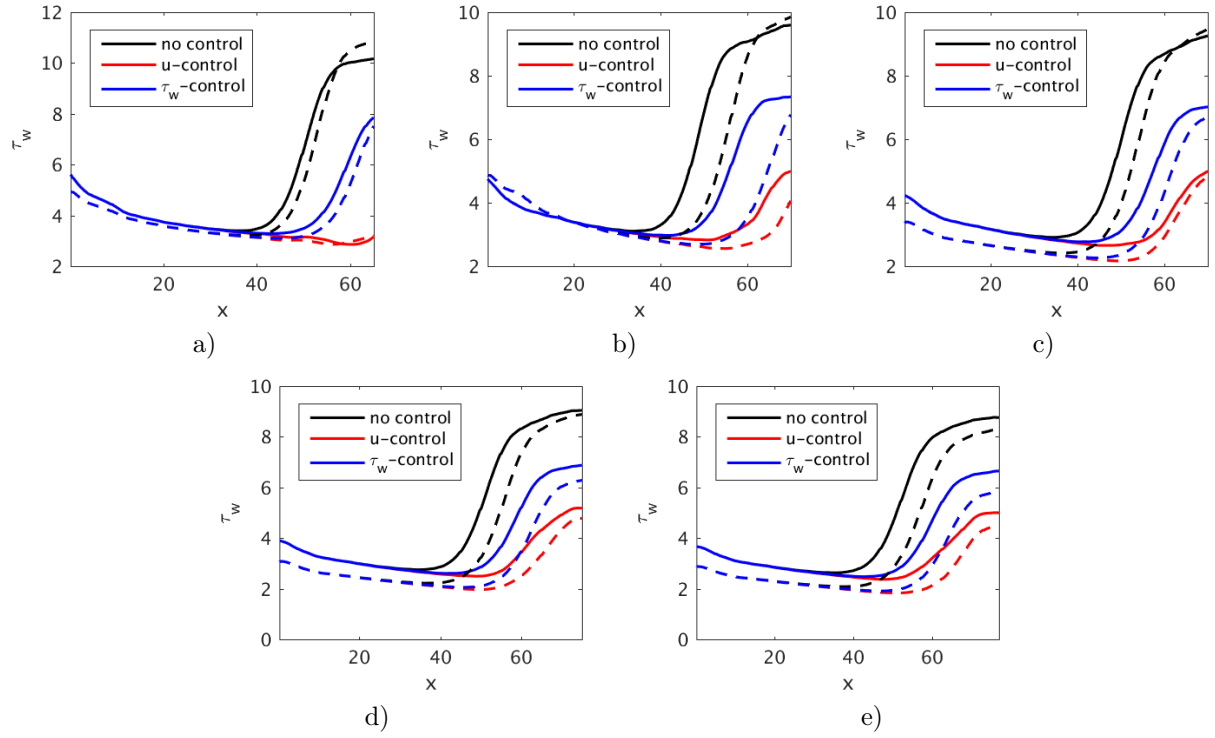 12
10
8
6
4
2
τw
no control
u-control
τw-control
20
40
60
x
a)
10
8
6
4
2
τw
no control
u-control
τw-control
20
40
60
x
b)
10
8
6
4
2
τw
no control
u-control
τw-control
20
40
60
x
c)
10
8
6
4
2
0
τw
no control
u-control
τw-control
20
40
60
x
d)
10
8
6
4
2
0
τw
no control
u-control
τw-control
20
40
60
x
e)